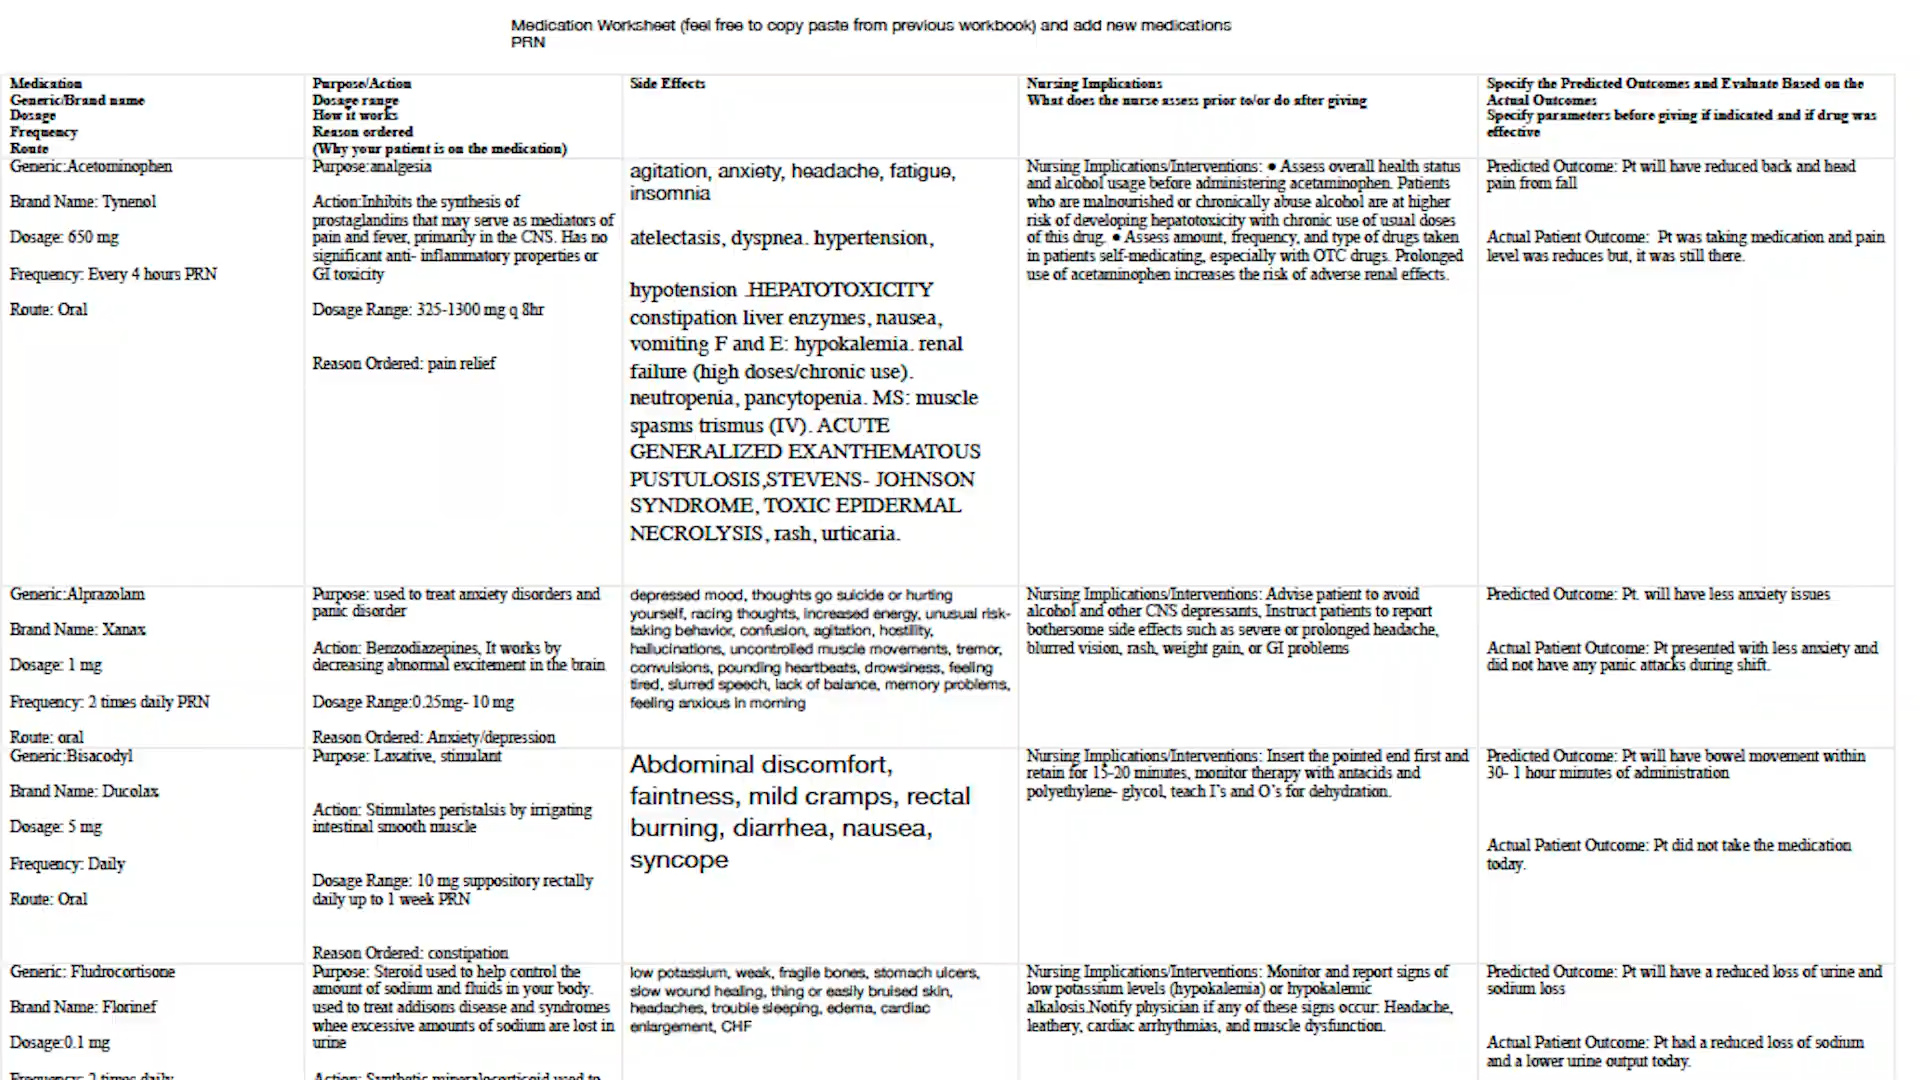 Medication Worksheet (feel free to copy paste from previous workbook) and add new medications
PRN
Medication
Generic/Brand name
Dosage
Frequency
Route
Purpose/Action
Dosage range
How it works
Reason ordered
(Why your patient is on the medication)
Side Effects
Nursing Implications
What does the nurse assess prior to/or do after giving
Specify the Predicted Outcomes and Evaluate Based on the
Actual Outcomes
Specify parameters before giving if indicated and if drug was
effective
Generic:Acetominophen
Brand Name: Tynenol
Dosage: 650 mg
Frequency: Every 4 hours PRN
Route: Oral
Purpose:analgesia
Action:Inhibits the synthesis of
prostaglandins that may serve as mediators of
pain and fever, primarily in the CNS. Has no
significant anti- inflammatory properties or
GI toxicity
Dosage Range: 325-1300 mg q 8hr
Reason Ordered: pain relief
agitation, anxiety, headache, fatigue,
insomnia
atelectasis, dyspnea. hypertension,
hypotension .HEPATOTOXICITY
constipation liver enzymes, nausea,
vomiting F and E: hypokalemia. renal
failure (high doses/chronic use).
neutropenia, pancytopenia. MS: muscle
spasms trismus (IV). ACUTE
GENERALIZED EXANTHEMATOUS
PUSTULOSIS,STEVENS- JOHNSON
SYNDROME, TOXIC EPIDERMAL
NECROLYSIS, rash, urticaria.
Nursing Implications/Interventions: ● Assess overall health status
and alcohol usage before administering acetaminophen. Patients
who are malnourished or chronically abuse alcohol are at higher
risk of developing hepatotoxicity with chronic use of usual doses
of this drug. ● Assess amount, frequency, and type of drugs taken
in patients self-medicating, especially with OTC drugs. Prolonged
use of acetaminophen increases the risk of adverse renal effects.
Predicted Outcome: Pt will have reduced back and head
pain from fall
Actual Patient Outcome:  Pt was taking medication and pain
level was reduces but, it was still there.
Generic:Alprazolam
Brand Name: Xanax
Dosage: 1 mg
Frequency: 2 times daily PRN
Route: oral
Purpose: used to treat anxiety disorders and
panic disorder
Action: Benzodiazepines, It works by
decreasing abnormal excitement in the brain
Dosage Range:0.25mg- 10 mg
Reason Ordered: Anxiety/depression
depressed mood, thoughts go suicide or hurting
yourself, racing thoughts, increased energy, unusual risk-
taking behavior, confusion, agitation, hostility,
hallucinations, uncontrolled muscle movements, tremor,
convulsions, pounding heartbeats, drowsiness, feeling
tired, slurred speech, lack of balance, memory problems,
feeling anxious in morning
Nursing Implications/Interventions: Advise patient to avoid
alcohol and other CNS depressants, Instruct patients to report
bothersome side effects such as severe or prolonged headache,
blurred vision, rash, weight gain, or GI problems
Predicted Outcome: Pt. will have less anxiety issues
Actual Patient Outcome: Pt presented with less anxiety and
did not have any panic attacks during shift.
Generic:Bisacodyl
Brand Name: Ducolax
Dosage: 5 mg
Frequency: Daily
Route: Oral
Purpose: Laxative, stimulant
Action: Stimulates peristalsis by irrigating
intestinal smooth muscle
Dosage Range: 10 mg suppository rectally
daily up to 1 week PRN
Reason Ordered: constipation
Abdominal discomfort,
faintness, mild cramps, rectal
burning, diarrhea, nausea,
syncope
Nursing Implications/Interventions: Insert the pointed end first and
retain for 15-20 minutes, monitor therapy with antacids and
polyethylene- glycol, teach I's and O's for dehydration.
Predicted Outcome: Pt will have bowel movement within
30- 1 hour minutes of administration
Actual Patient Outcome: Pt did not take the medication
today.
Generic: Fludrocortisone
Brand Name: Florinef
Dosage:0.1 mg
Frequency: 2 times daily
Purpose: Steroid used to help control the
amount of sodium and fluids in your body.
used to treat addisons disease and syndromes
whee excessive amounts of sodium are lost in
urine
Action: Synthetic mineralocorticoid used to
low potassium, weak, fragile bones, stomach ulcers,
slow wound healing, thing or easily bruised skin,
headaches, trouble sleeping, edema, cardiac
enlargement, CHF
Nursing Implications/Interventions: Monitor and report signs of
low potassium levels (hypokalemia) or hypokalemic
alkalosis.Notify physician if any of these signs occur: Headache,
leathery, cardiac arrhythmias, and muscle dysfunction.
Predicted Outcome: Pt will have a reduced loss of urine and
sodium loss
Actual Patient Outcome: Pt had a reduced loss of sodium
and a lower urine output today.